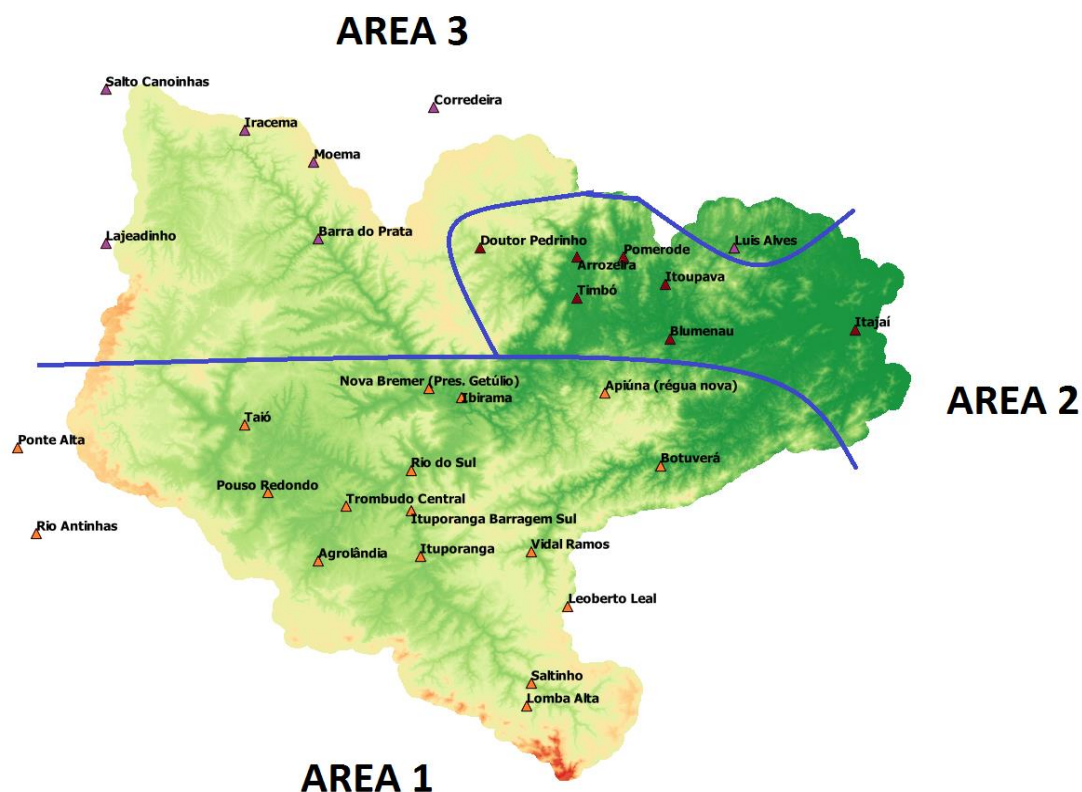 AREA 3
Salto Canoinhas
Corredeira
Iracema
Moema
Barra do Prata
Lajeadinho
Doutor Pedrinho
Pomerode
Luis Alves
Arrozeira
Itoupava
Timbó
Itajaí
Blumenau
Nova Bremer (Pres. Getúlio)
Apiúna (régua nova)
Ibirama
AREA 2
Taió
Ponte Alta
Botuverá
Rio do Sul
Pouso Redondo
Trombudo Central
Ituporanga Barragem Sul
Rio Antinhas
Vidal Ramos
Agrolândia
Ituporanga
Leoberto Leal
Saltinho
Lomba Alta
AREA 1